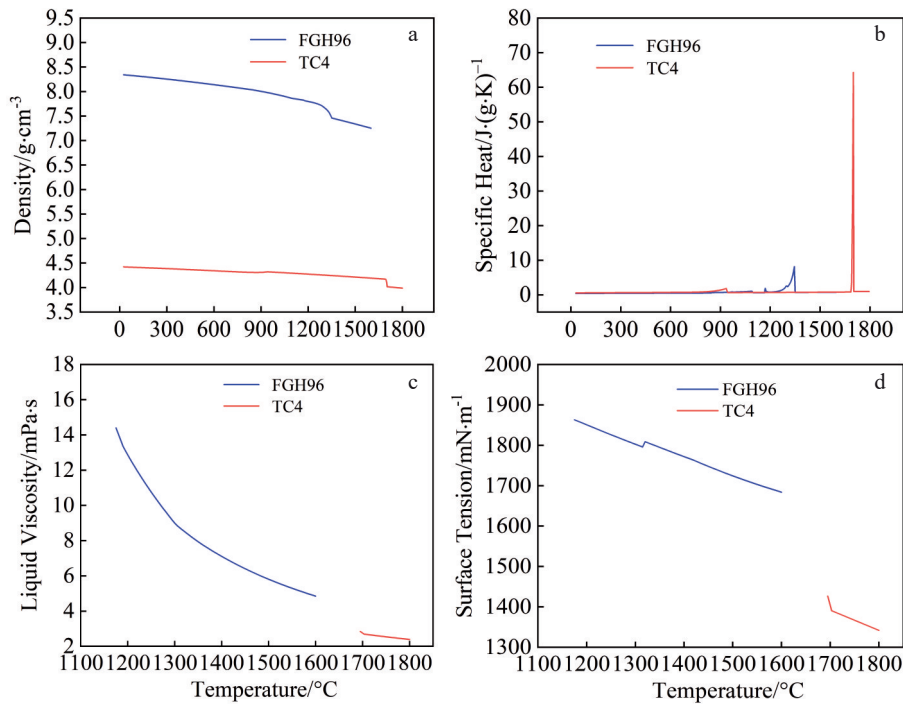 a
FGH96
TC4
Density/g·cm⁻³
9.0
8.5
8.0
7.5
7.0
6.5
6.0
5.5
5.0
4.5
4.0
3.5
0 300 600 900 1200 1500 1800
b
FGH96
TC4
Specific Heat/J·(g·K)⁻¹
80
70
60
50
40
30
20
10
0
0 300 600 900 1200 1500 1800
c
FGH96
TC4
Liquid Viscosity/mPa·s
18
16
14
12
10
8
6
4
2
1100 1200 1300 1400 1500 1600 1700 1800
Temperature/°C
d
FGH96
TC4
Surface Tension/mN·m⁻¹
2000
1900
1800
1700
1600
1500
1400
1300
1100 1200 1300 1400 1500 1600 1700 1800
Temperature/°C